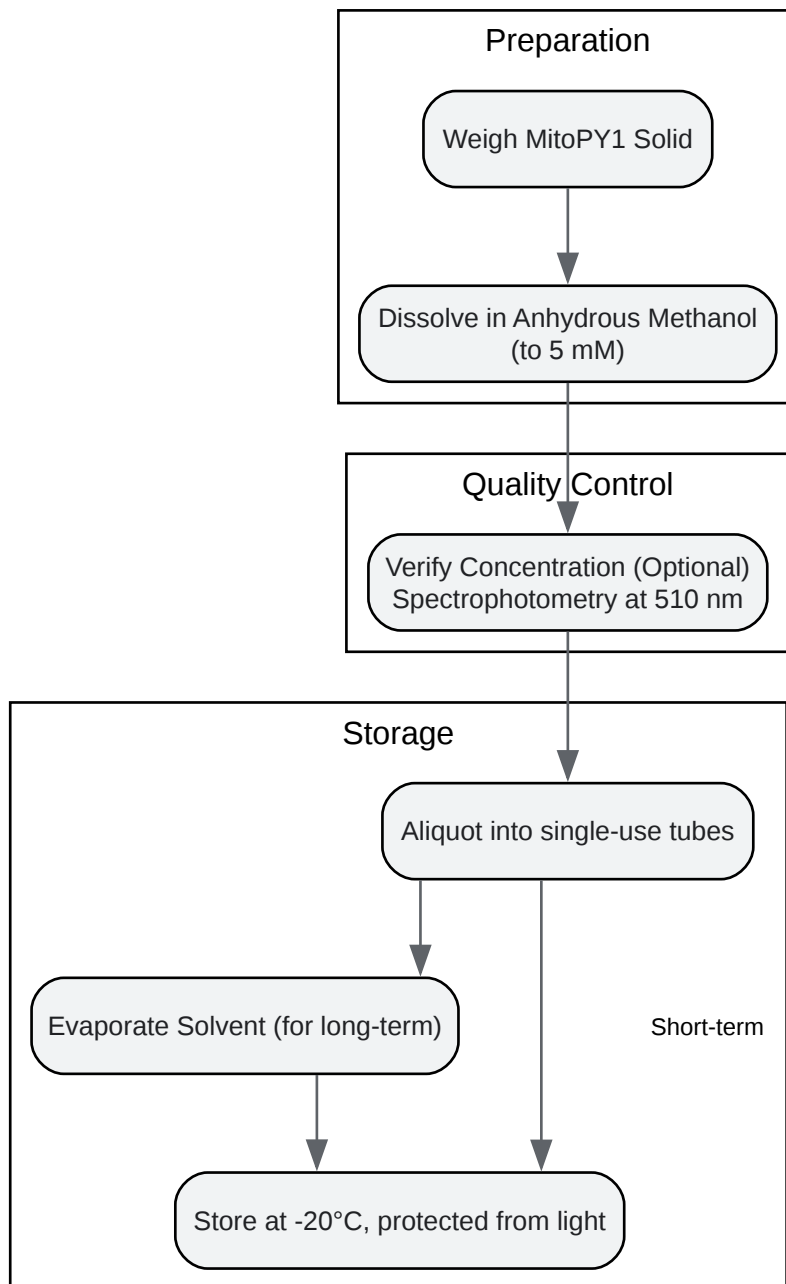 Preparation
Weigh MitoPY1 Solid
Dissolve in Anhydrous Methanol
(to 5 mM)
Quality Control
Verify Concentration (Optional)
Spectrophotometry at 510 nm
Storage
Aliquot into single-use tubes
Evaporate Solvent (for long-term)
Short-term
Store at -20°C, protected from light